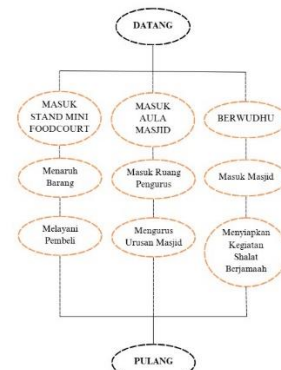 DATANG
MASUK
STAND MINI
FOODCOURT
Menaruh
Barang
Melayani
Pembeli
MASUK
AULA
MASJID
Masuk Ruang
Pengurus
Mengurus
Urusan Masjid
BERWUDHU
Masuk Masjid
Menyiapkan
Kegiatan
Shalat
Berjamaah
PULANG